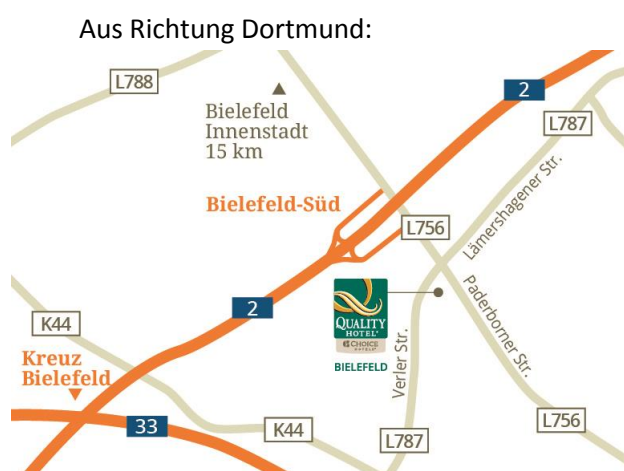 Aus Richtung Dortmund:
L788
2
Bielefeld
Innenstadt
15 km
L787
Lämershagener Str.
Bielefeld-Süd
L756
QUALITY
HOTEL
CHOICE
HOTELS
BIELEFELD
Paderborner Str.
2
K44
Verler Str.
Kreuz
Bielefeld
33
K44
L787
L756